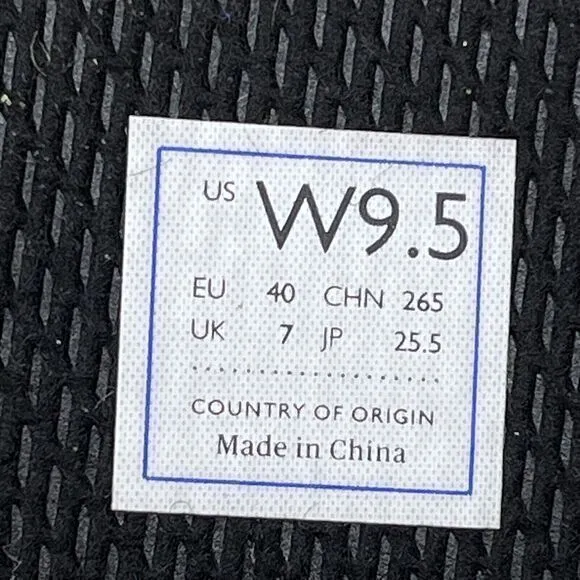 US W9.5
EU 40 CHN 265
UK 7 JP 25.5
COUNTRY OF ORIGIN
Made in China